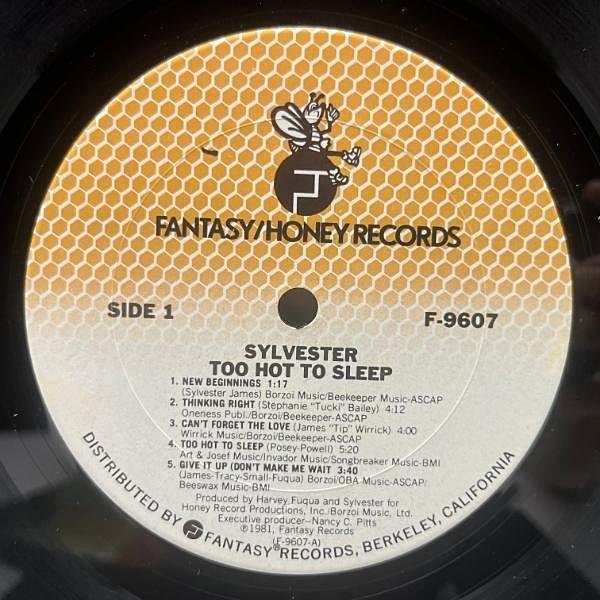 FANTASY/HONEY RECORDS
SIDE 1
F-9607
SYLVESTER
TOO HOT TO SLEEP
1. NEW BEGINNINGS 1:17
(Sylvester James) Borzoi Music/Beekeeper Music-ASCAP
2. THINKING RIGHT (Stephanie "Tucki" Bailey) 4:12
Oneness Publ./Borzoi/Beekeeper-ASCAP
3. CAN'T FORGET THE LOVE (James "Tip" Wirrick) 4:00
Wirrick Music/Borzoi/Beekeeper-ASCAP
4. TOO HOT TO SLEEP (Posey-Powell) 5:20
Art & Josef Music/Invador Music/Songbreaker Music-BMI
5. GIVE IT UP (DON'T MAKE ME WAIT 3:40
(James-Tracy-Small-Fuqua) Borzoi/OBA Music-ASCAP/
Beeswax Music-BMI
Produced by Harvey Fuqua and Sylvester for
Honey Record Productions, Inc./Borzoi Music, Ltd.
Executive producer-Nancy C. Pitts
℗1981, Fantasy Records
(F-9607-A)
DISTRIBUTED BY FANTASY RECORDS, BERKELEY, CALIFORNIA